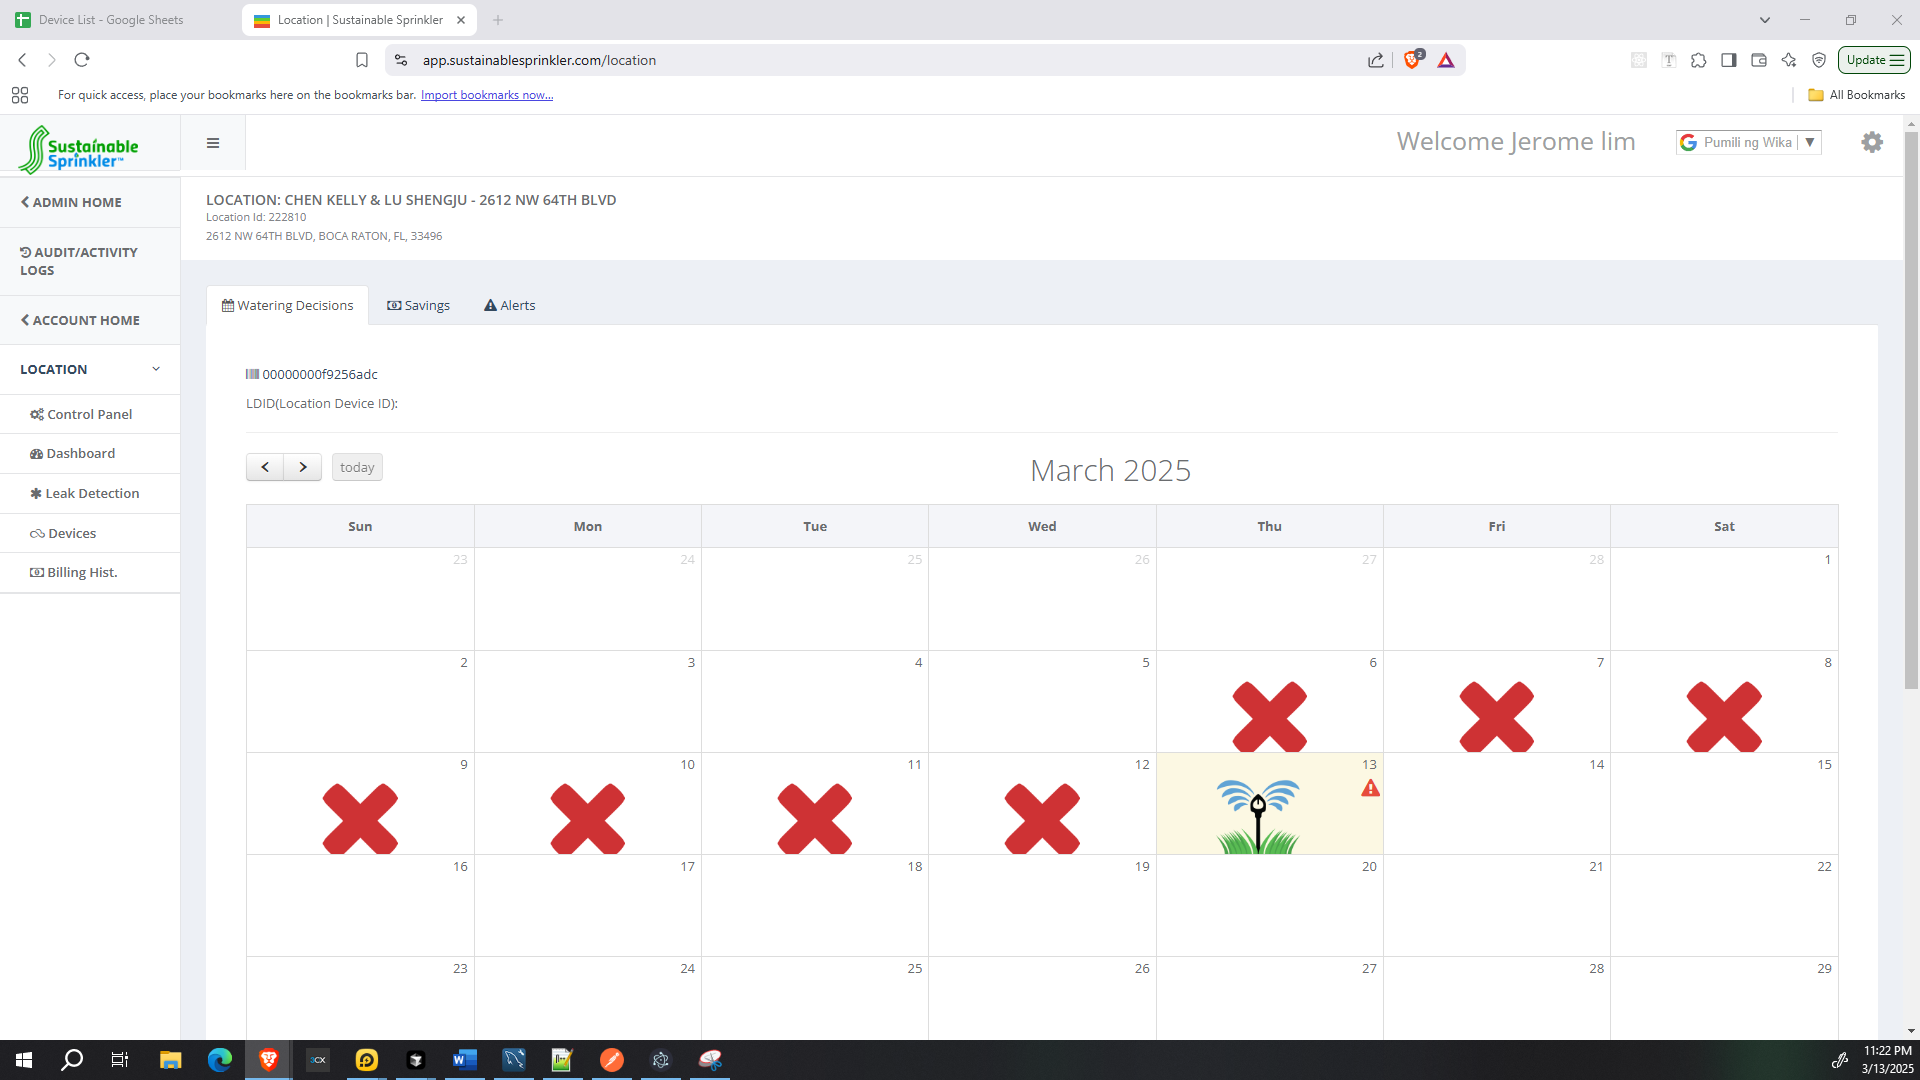 Device List - Google Sheets
Location | Sustainable Sprinkler
app.sustainablesprinkler.com/location
2
Update
For quick access, place your bookmarks here on the bookmarks bar. Import bookmarks now...
All Bookmarks
Sustainable
Sprinkler™
Welcome Jerome lim
Pumili ng Wika
ADMIN HOME
AUDIT/ACTIVITY
LOGS
ACCOUNT HOME
LOCATION
Control Panel
Dashboard
Leak Detection
Devices
Billing Hist.
LOCATION: CHEN KELLY & LU SHENGJU - 2612 NW 64TH BLVD
Location Id: 222810
2612 NW 64TH BLVD, BOCA RATON, FL, 33496
Watering Decisions
Savings
Alerts
00000000f9256adc
LDID(Location Device ID):
today
March 2025
Sun Mon Tue Wed Thu Fri Sat
23 24 25 26 27 28 1
2 3 4 5 6 7 8
9 10 11 12 13 14 15
16 17 18 19 20 21 22
23 24 25 26 27 28 29
3CX
W
11:22 PM
3/13/2025